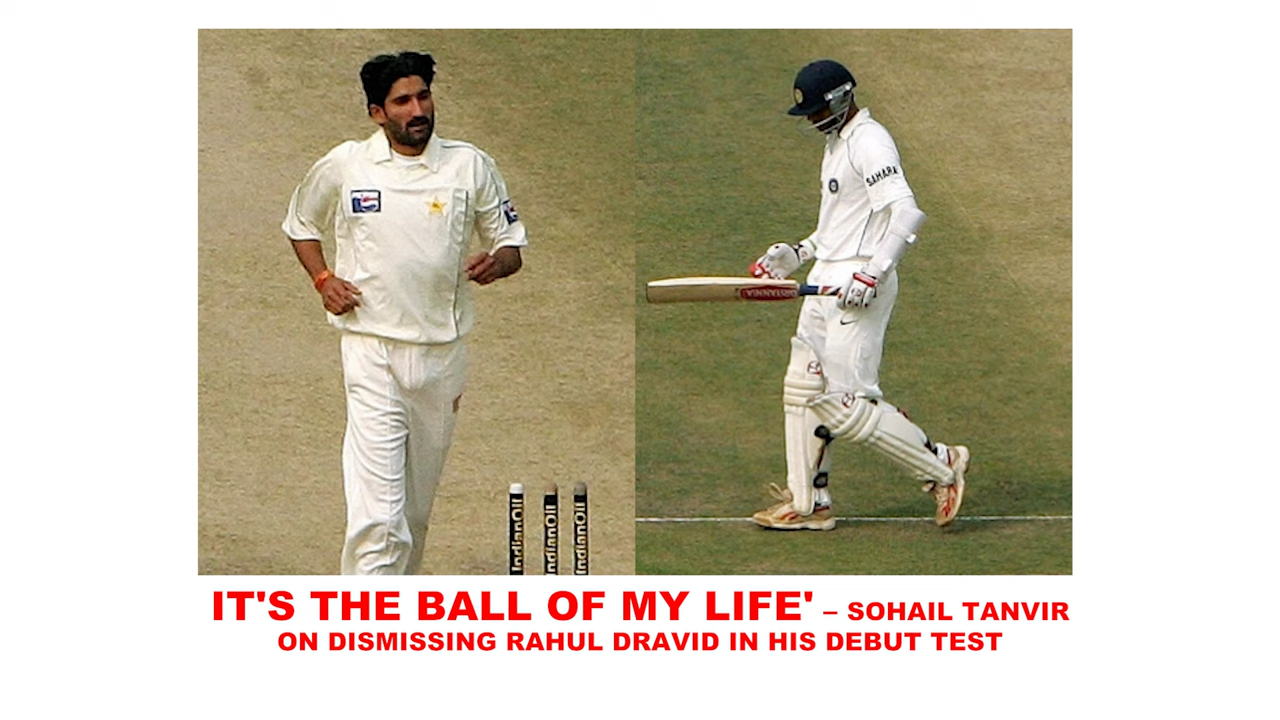 SAHARA
BRITANNIA
IndianOil
IndianOil
IndianOil
IT'S THE BALL OF MY LIFE' – SOHAIL TANVIR
ON DISMISSING RAHUL DRAVID IN HIS DEBUT TEST